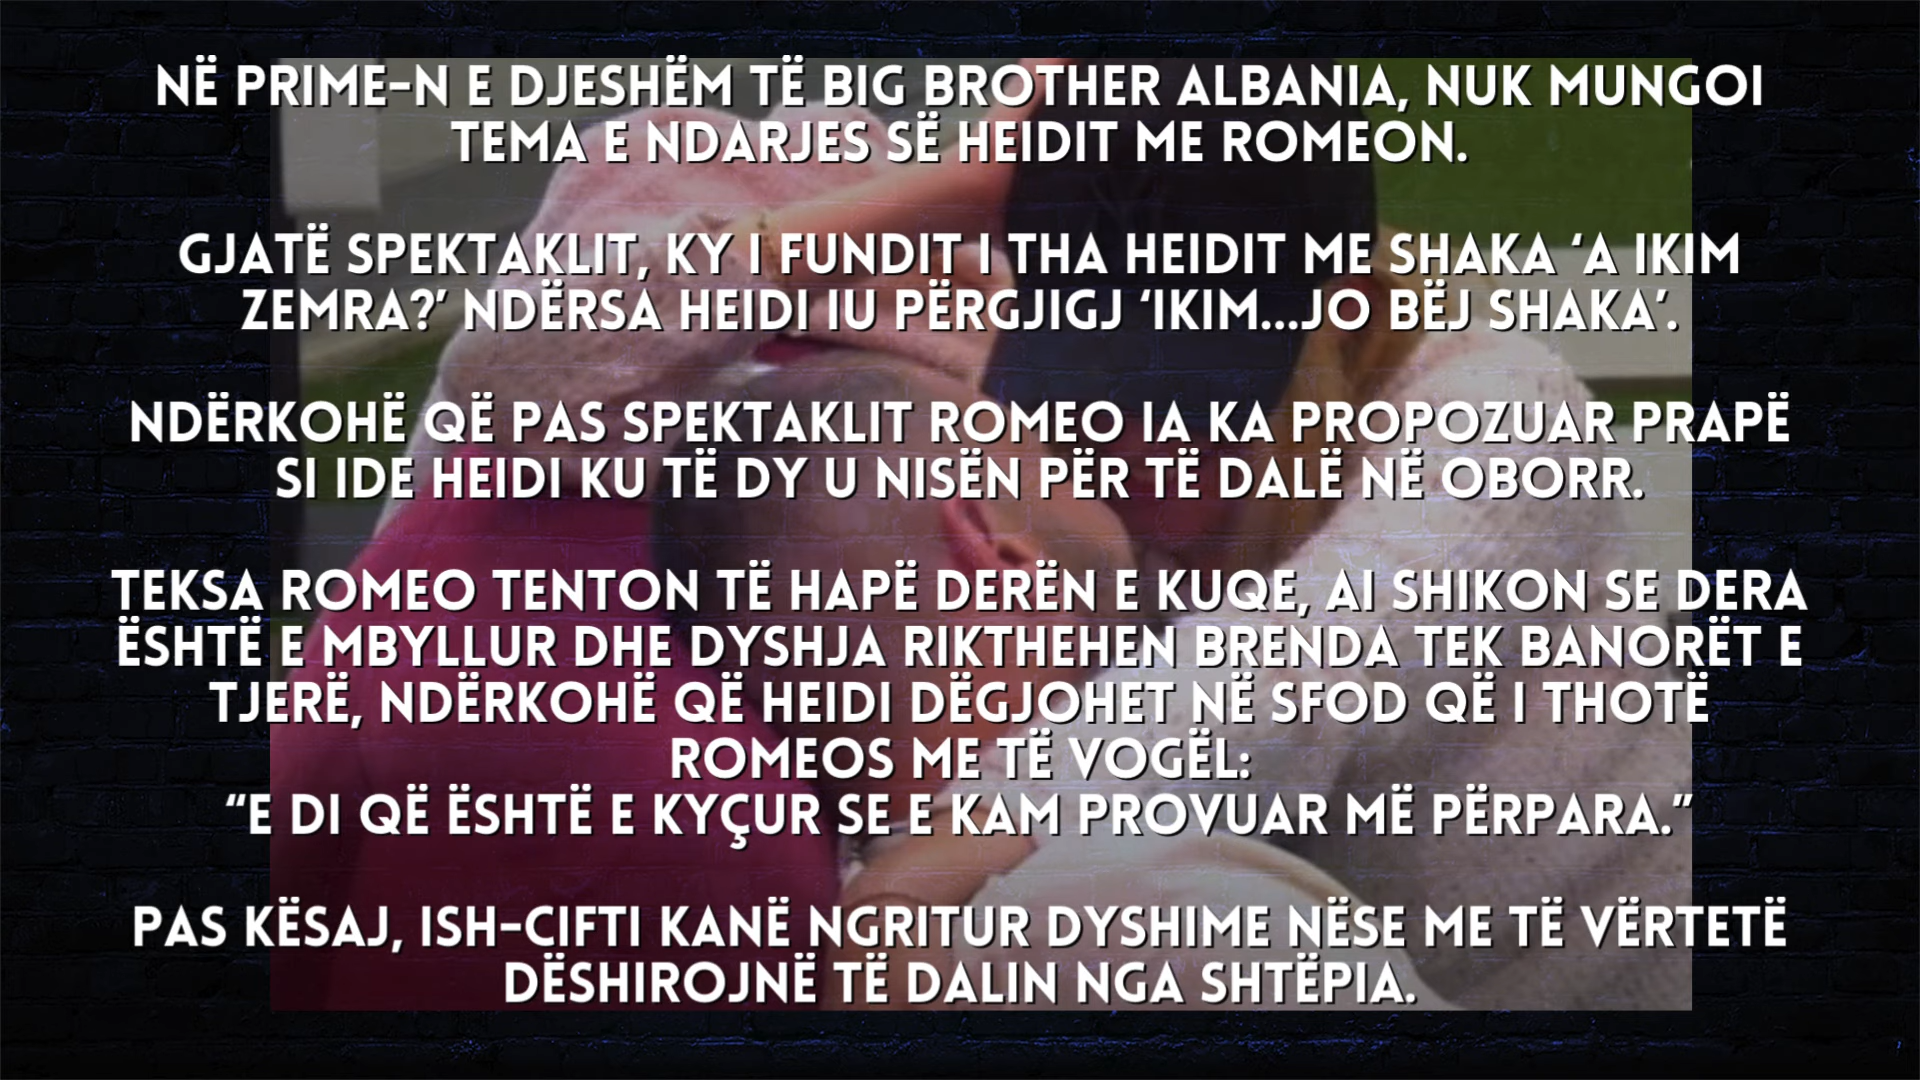 NË PRIME-N E DJESHËM TË BIG BROTHER ALBANIA, NUK MUNGOI
TEMA E NDARJES SË HEIDIT ME ROMEON.
GJATË SPEKTAKLIT, KY I FUNDIT I THA HEIDIT ME SHAKA ‘A IKIM
ZEMRA?’ NDËRSA HEIDI IU PËRGJIGJ ‘IKIM...JO BËJ SHAKA’.
NDËRKOHË QË PAS SPEKTAKLIT ROMEO IA KA PROPOZUAR PRAPË
SI IDE HEIDI KU TË DY U NISËN PËR TË DALË NË OBORR.
TEKSA ROMEO TENTON TË HAPË DERËN E KUQE, AI SHIKON SE DERA
ËSHTË E MBYLLUR DHE DYSHJA RIKTHEHEN BRENDA TEK BANORËT E
TJERË, NDËRKOHË QË HEIDI DËGJOHET NË SFOD QË I THOTË
ROMEOS ME TË VOGËL:
“E DI QË ËSHTË E KYÇUR SE E KAM PROVUAR MË PËRPARA.”
PAS KËSAJ, ISH-CIFTI KANË NGRITUR DYSHIME NËSE ME TË VËRTETË
DËSHIROJNË TË DALIN NGA SHTËPIA.